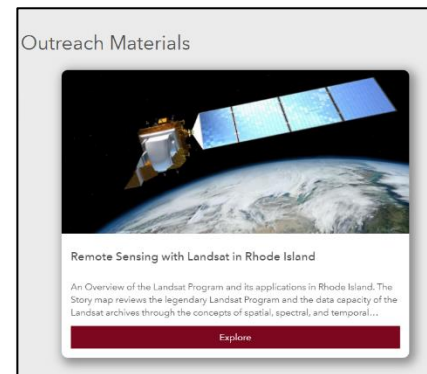 Outreach Materials
Remote Sensing with Landsat in Rhode Island
An Overview of the Landsat Program and its applications in Rhode Island. The
Story map reviews the legendary Landsat Program and the data capacity of the
Landsat archives through the concepts of spatial, spectral, and temporal...
Explore